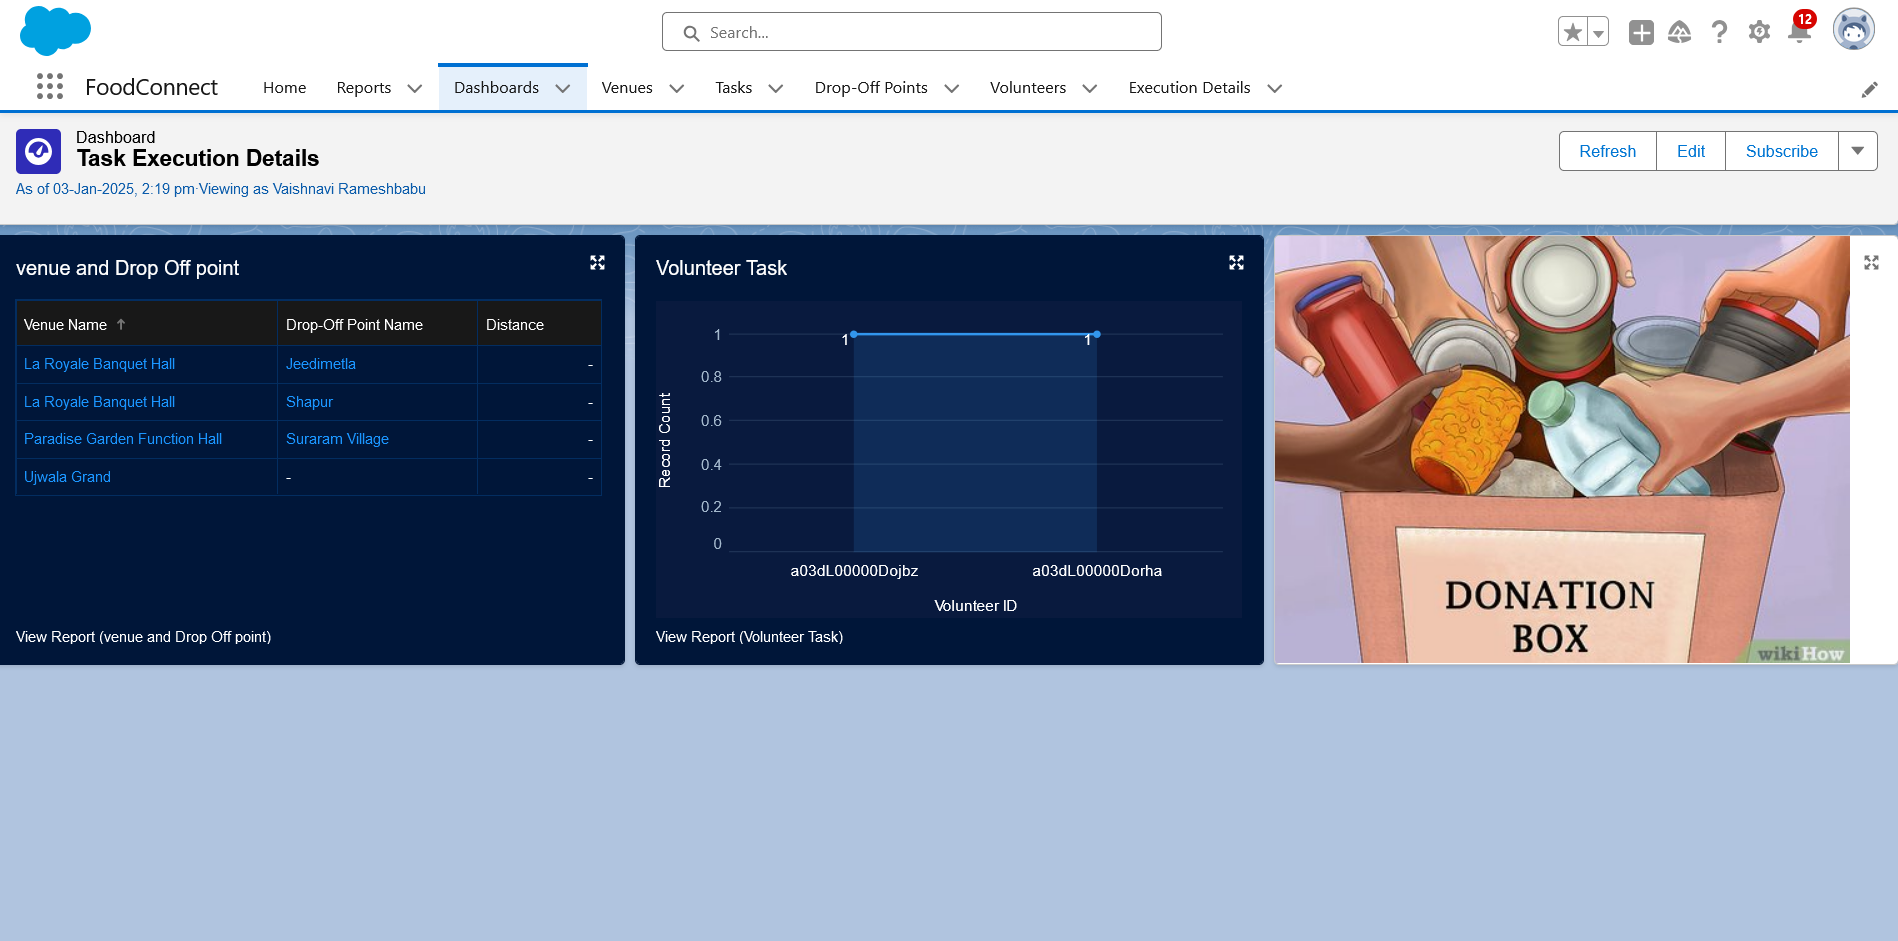 Search...
12
FoodConnect
Home
Reports
Dashboards
Venues
Tasks
Drop-Off Points
Volunteers
Execution Details
Dashboard
Task Execution Details
As of 03-Jan-2025, 2:19 pm·Viewing as Vaishnavi Rameshbabu
Refresh
Edit
Subscribe
venue and Drop Off point
Venue Name Drop-Off Point Name Distance
La Royale Banquet Hall Jeedimetla -
La Royale Banquet Hall Shapur -
Paradise Garden Function Hall Suraram Village -
Ujwala Grand - -
View Report (venue and Drop Off point)
Volunteer Task
Record Count
1
0.8
0.6
0.4
0.2
0
1
1
a03dL00000Dojbz
a03dL00000Dorha
Volunteer ID
View Report (Volunteer Task)
DONATION
BOX
wikiHow